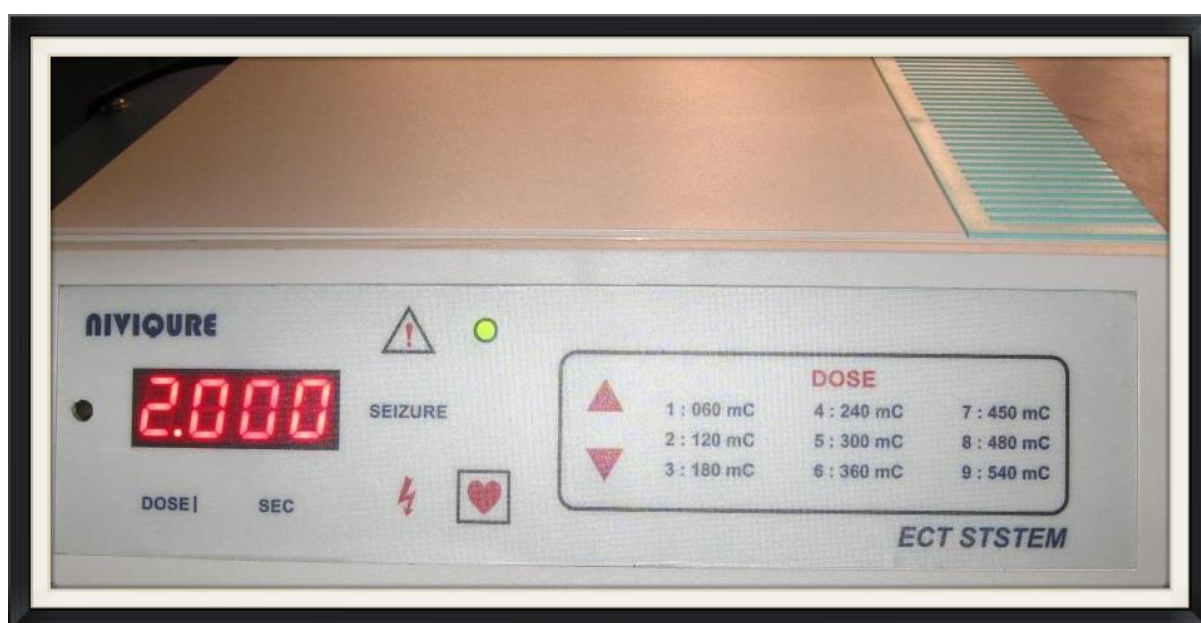 NIVIQURE
2.000
SEIZURE
DOSE| SEC
DOSE
1 : 060 mC 4 : 240 mC 7 : 450 mC
2 : 120 mC 5 : 300 mC 8 : 480 mC
3 : 180 mC 6 : 360 mC 9 : 540 mC
ECT STSTEM